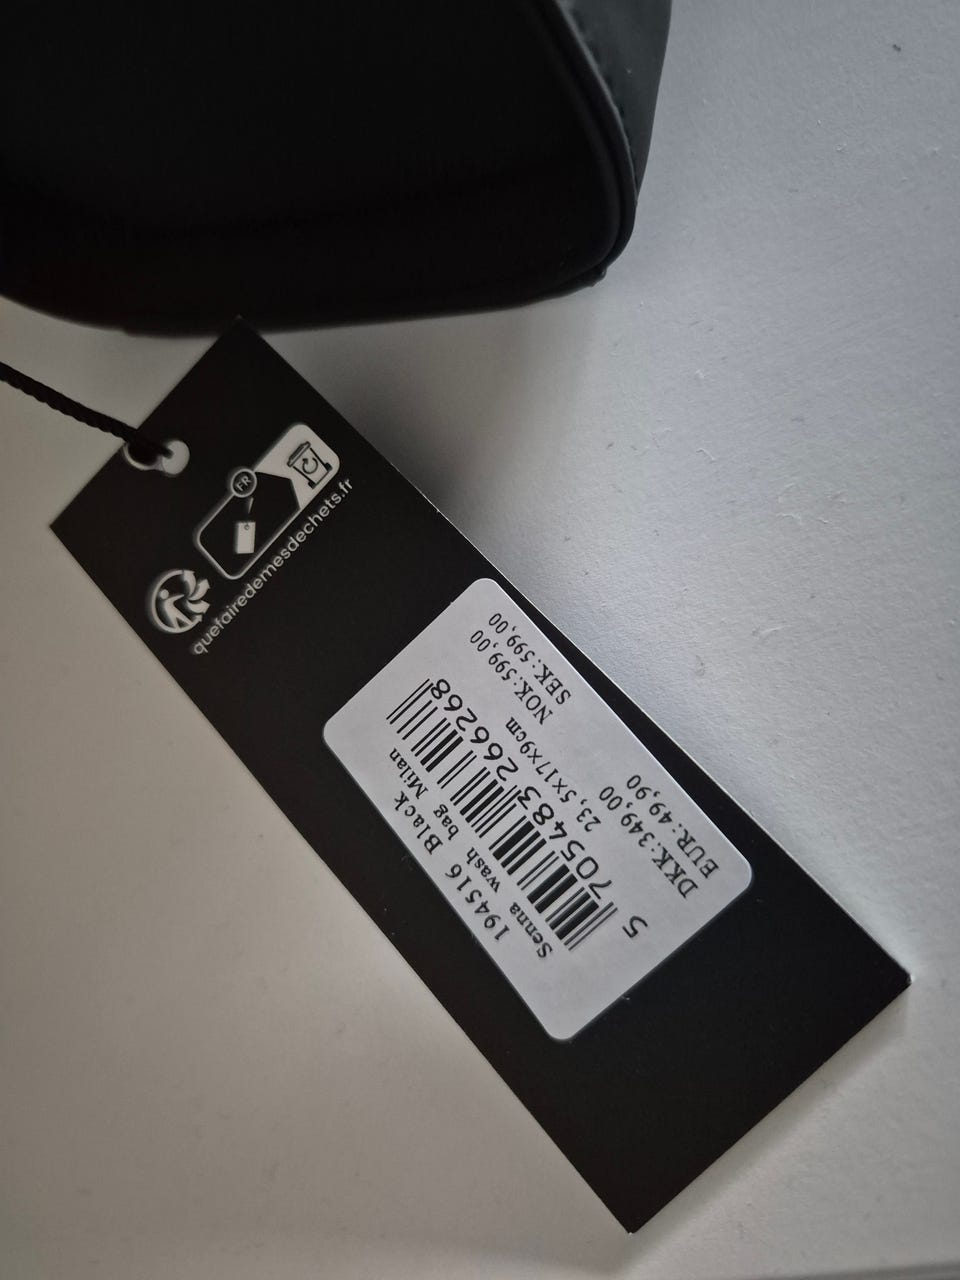 FR
quefairedemesdechets.fr
194516 Black
Senna wash bag Milan
5 705483 266268
23,5x17x9cm
DKK:349,00
NOK:599,00
EUR:49,90
SEK:599,00